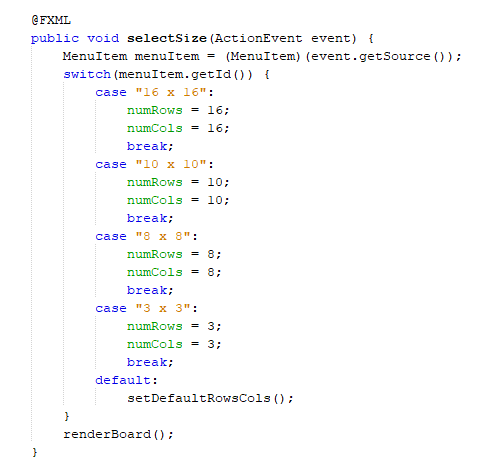 @FXML
public void selectSize(ActionEvent event) {
    MenuItem menuItem = (MenuItem)(event.getSource());
    switch(menuItem.getId()) {
        case "16 x 16":
            numRows = 16;
            numCols = 16;
            break;
        case "10 x 10":
            numRows = 10;
            numCols = 10;
            break;
        case "8 x 8":
            numRows = 8;
            numCols = 8;
            break;
        case "3 x 3":
            numRows = 3;
            numCols = 3;
            break;
        default:
            setDefaultRowsCols();
    }
    renderBoard();
}